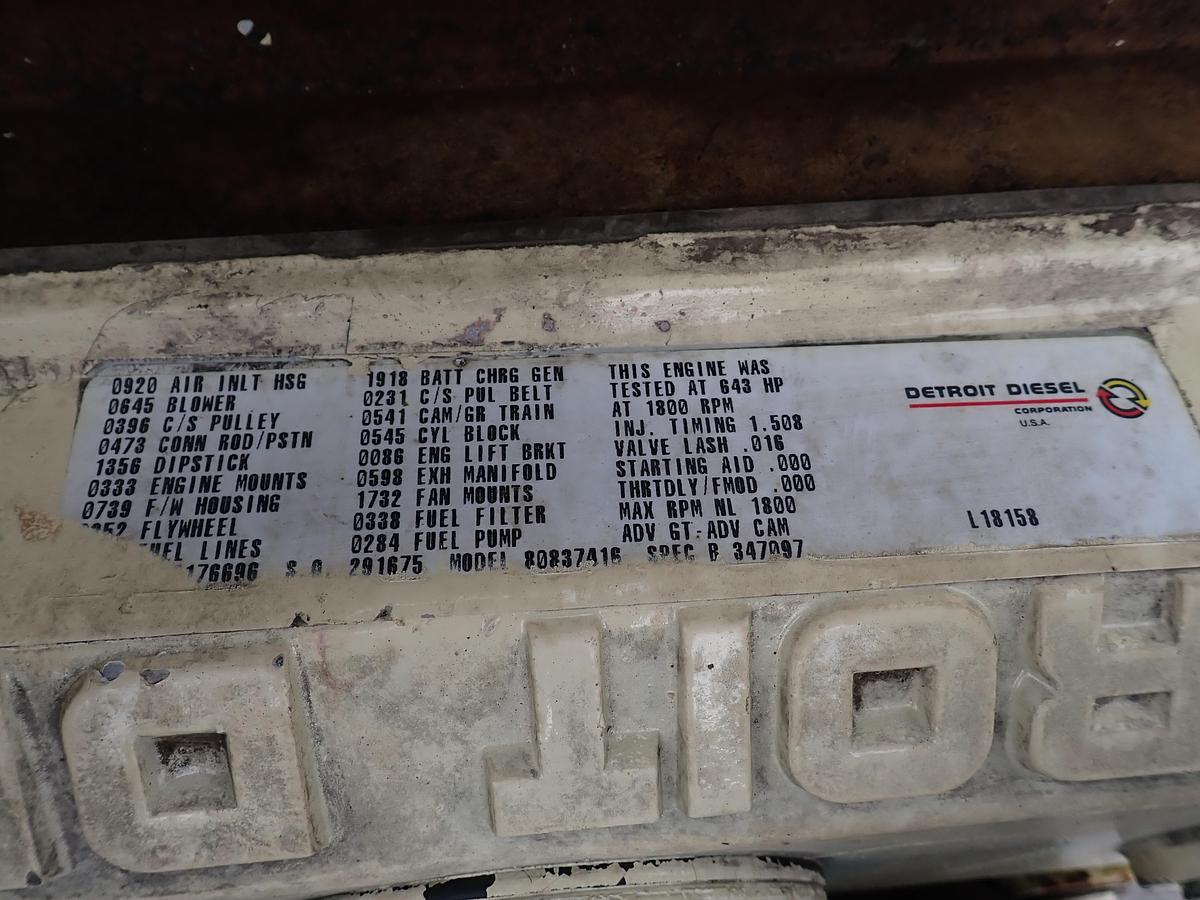 0920 AIR INLT HSG
0645 BLOWER
0396 C/S PULLEY
0473 CONN ROD/PSTN
1356 DIPSTICK
0333 ENGINE MOUNTS
0739 F/W HOUSING
FLYWHEEL
LINES
176696 S.O. 291675 MODEL 80837416 SPEC R 347097
1918 BATT CHRG GEN
0231 C/S PUL BELT
0541 CAM/GR TRAIN
0545 CYL BLOCK
0086 ENG LIFT BRKT
0598 EXH MANIFOLD
1732 FAN MOUNTS
0338 FUEL FILTER
0284 FUEL PUMP
THIS ENGINE WAS
TESTED AT 643 HP
AT 1800 RPM
INJ. TIMING 1.508
VALVE LASH .016
STARTING AID .000
THRTDLY/FMOD .000
MAX RPM NL 1800
ADV GT-ADV CAM
DETROIT DIESEL
CORPORATION
U.S.A.
L18158
ROIT D